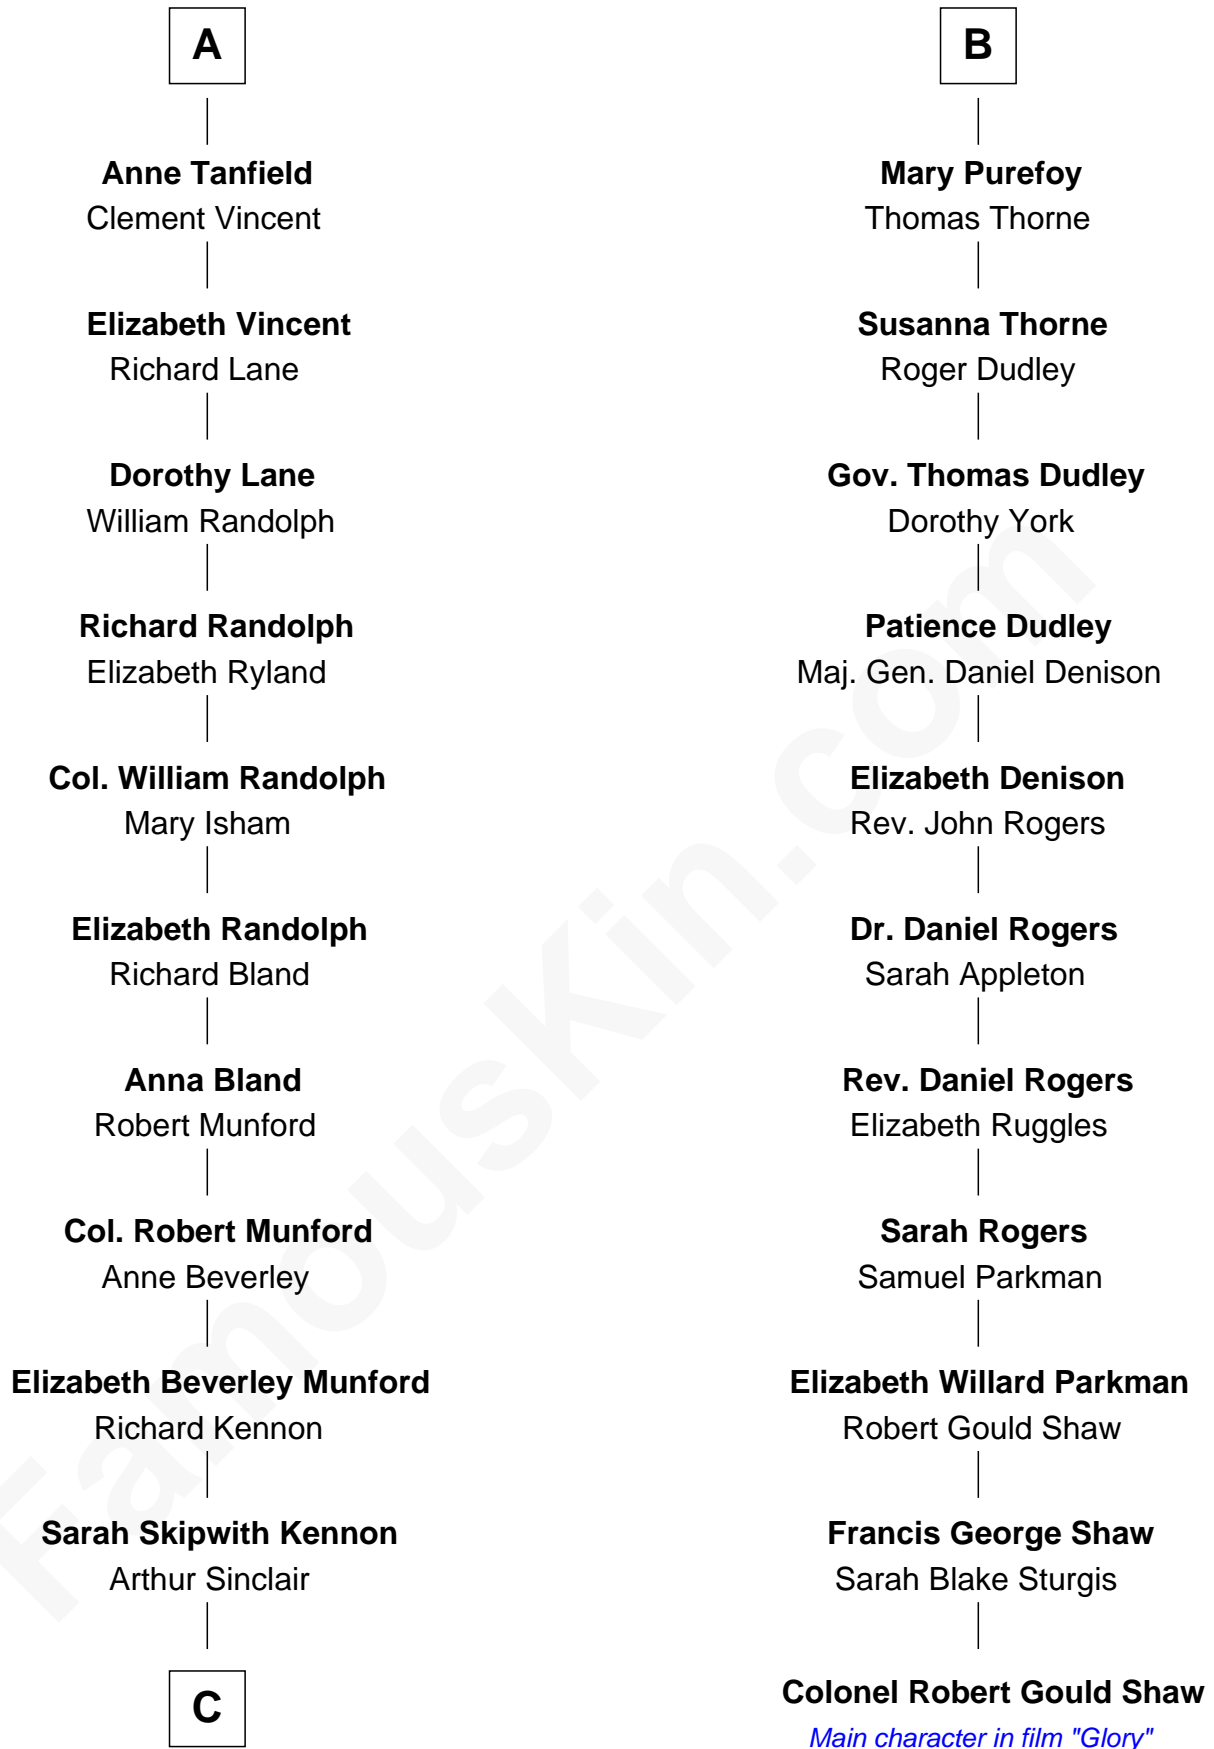 A
Anne Tanfield
Clement Vincent
Elizabeth Vincent
Richard Lane
Dorothy Lane
William Randolph
Richard Randolph
Elizabeth Ryland
Col. William Randolph
Mary Isham
Elizabeth Randolph
Richard Bland
Anna Bland
Robert Munford
Col. Robert Munford
Anne Beverley
Elizabeth Beverley Munford
Richard Kennon
Sarah Skipwith Kennon
Arthur Sinclair
C
B
Mary Purefoy
Thomas Thorne
Susanna Thorne
Roger Dudley
Gov. Thomas Dudley
Dorothy York
Patience Dudley
Maj. Gen. Daniel Denison
Elizabeth Denison
Rev. John Rogers
Dr. Daniel Rogers
Sarah Appleton
Rev. Daniel Rogers
Elizabeth Ruggles
Sarah Rogers
Samuel Parkman
Elizabeth Willard Parkman
Robert Gould Shaw
Francis George Shaw
Sarah Blake Sturgis
Colonel Robert Gould Shaw
Main character in film "Glory"
FamousKin.com